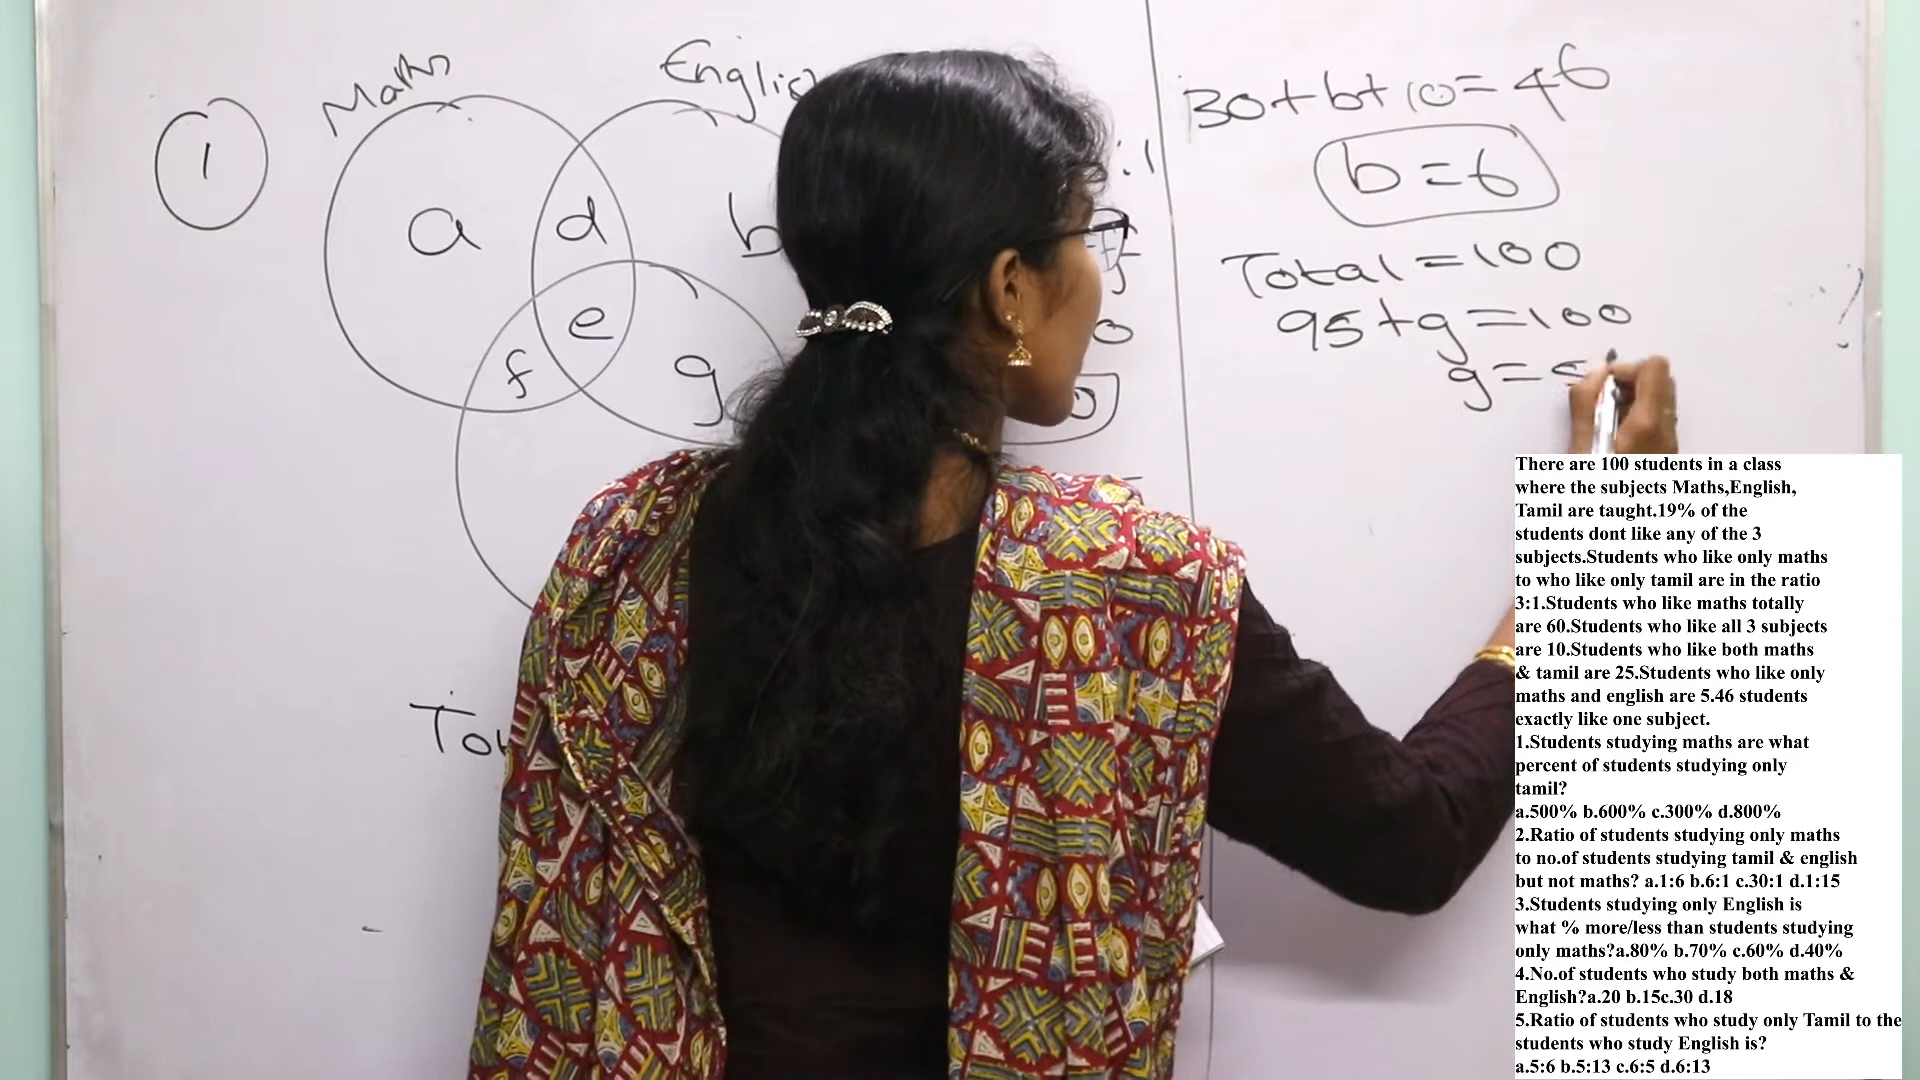 1
Maths
English
a
d
b
e
f
g
30+b+10=46
b=6
Total=100
95+g=100
g=5
There are 100 students in a class
where the subjects Maths,English,
Tamil are taught.19% of the
students dont like any of the 3
subjects.Students who like only maths
to who like only tamil are in the ratio
3:1.Students who like maths totally
are 60.Students who like all 3 subjects
are 10.Students who like both maths
& tamil are 25.Students who like only
maths and english are 5.46 students
exactly like one subject.
1.Students studying maths are what
percent of students studying only
tamil?
a.500% b.600% c.300% d.800%
2.Ratio of students studying only maths
to no.of students studying tamil & english
but not maths? a.1:6 b.6:1 c.30:1 d.1:15
3.Students studying only English is
what % more/less than students studying
only maths?a.80% b.70% c.60% d.40%
4.No.of students who study both maths &
English?a.20 b.15c.30 d.18
5.Ratio of students who study only Tamil to the
students who study English is?
a.5:6 b.5:13 c.6:5 d.6:13